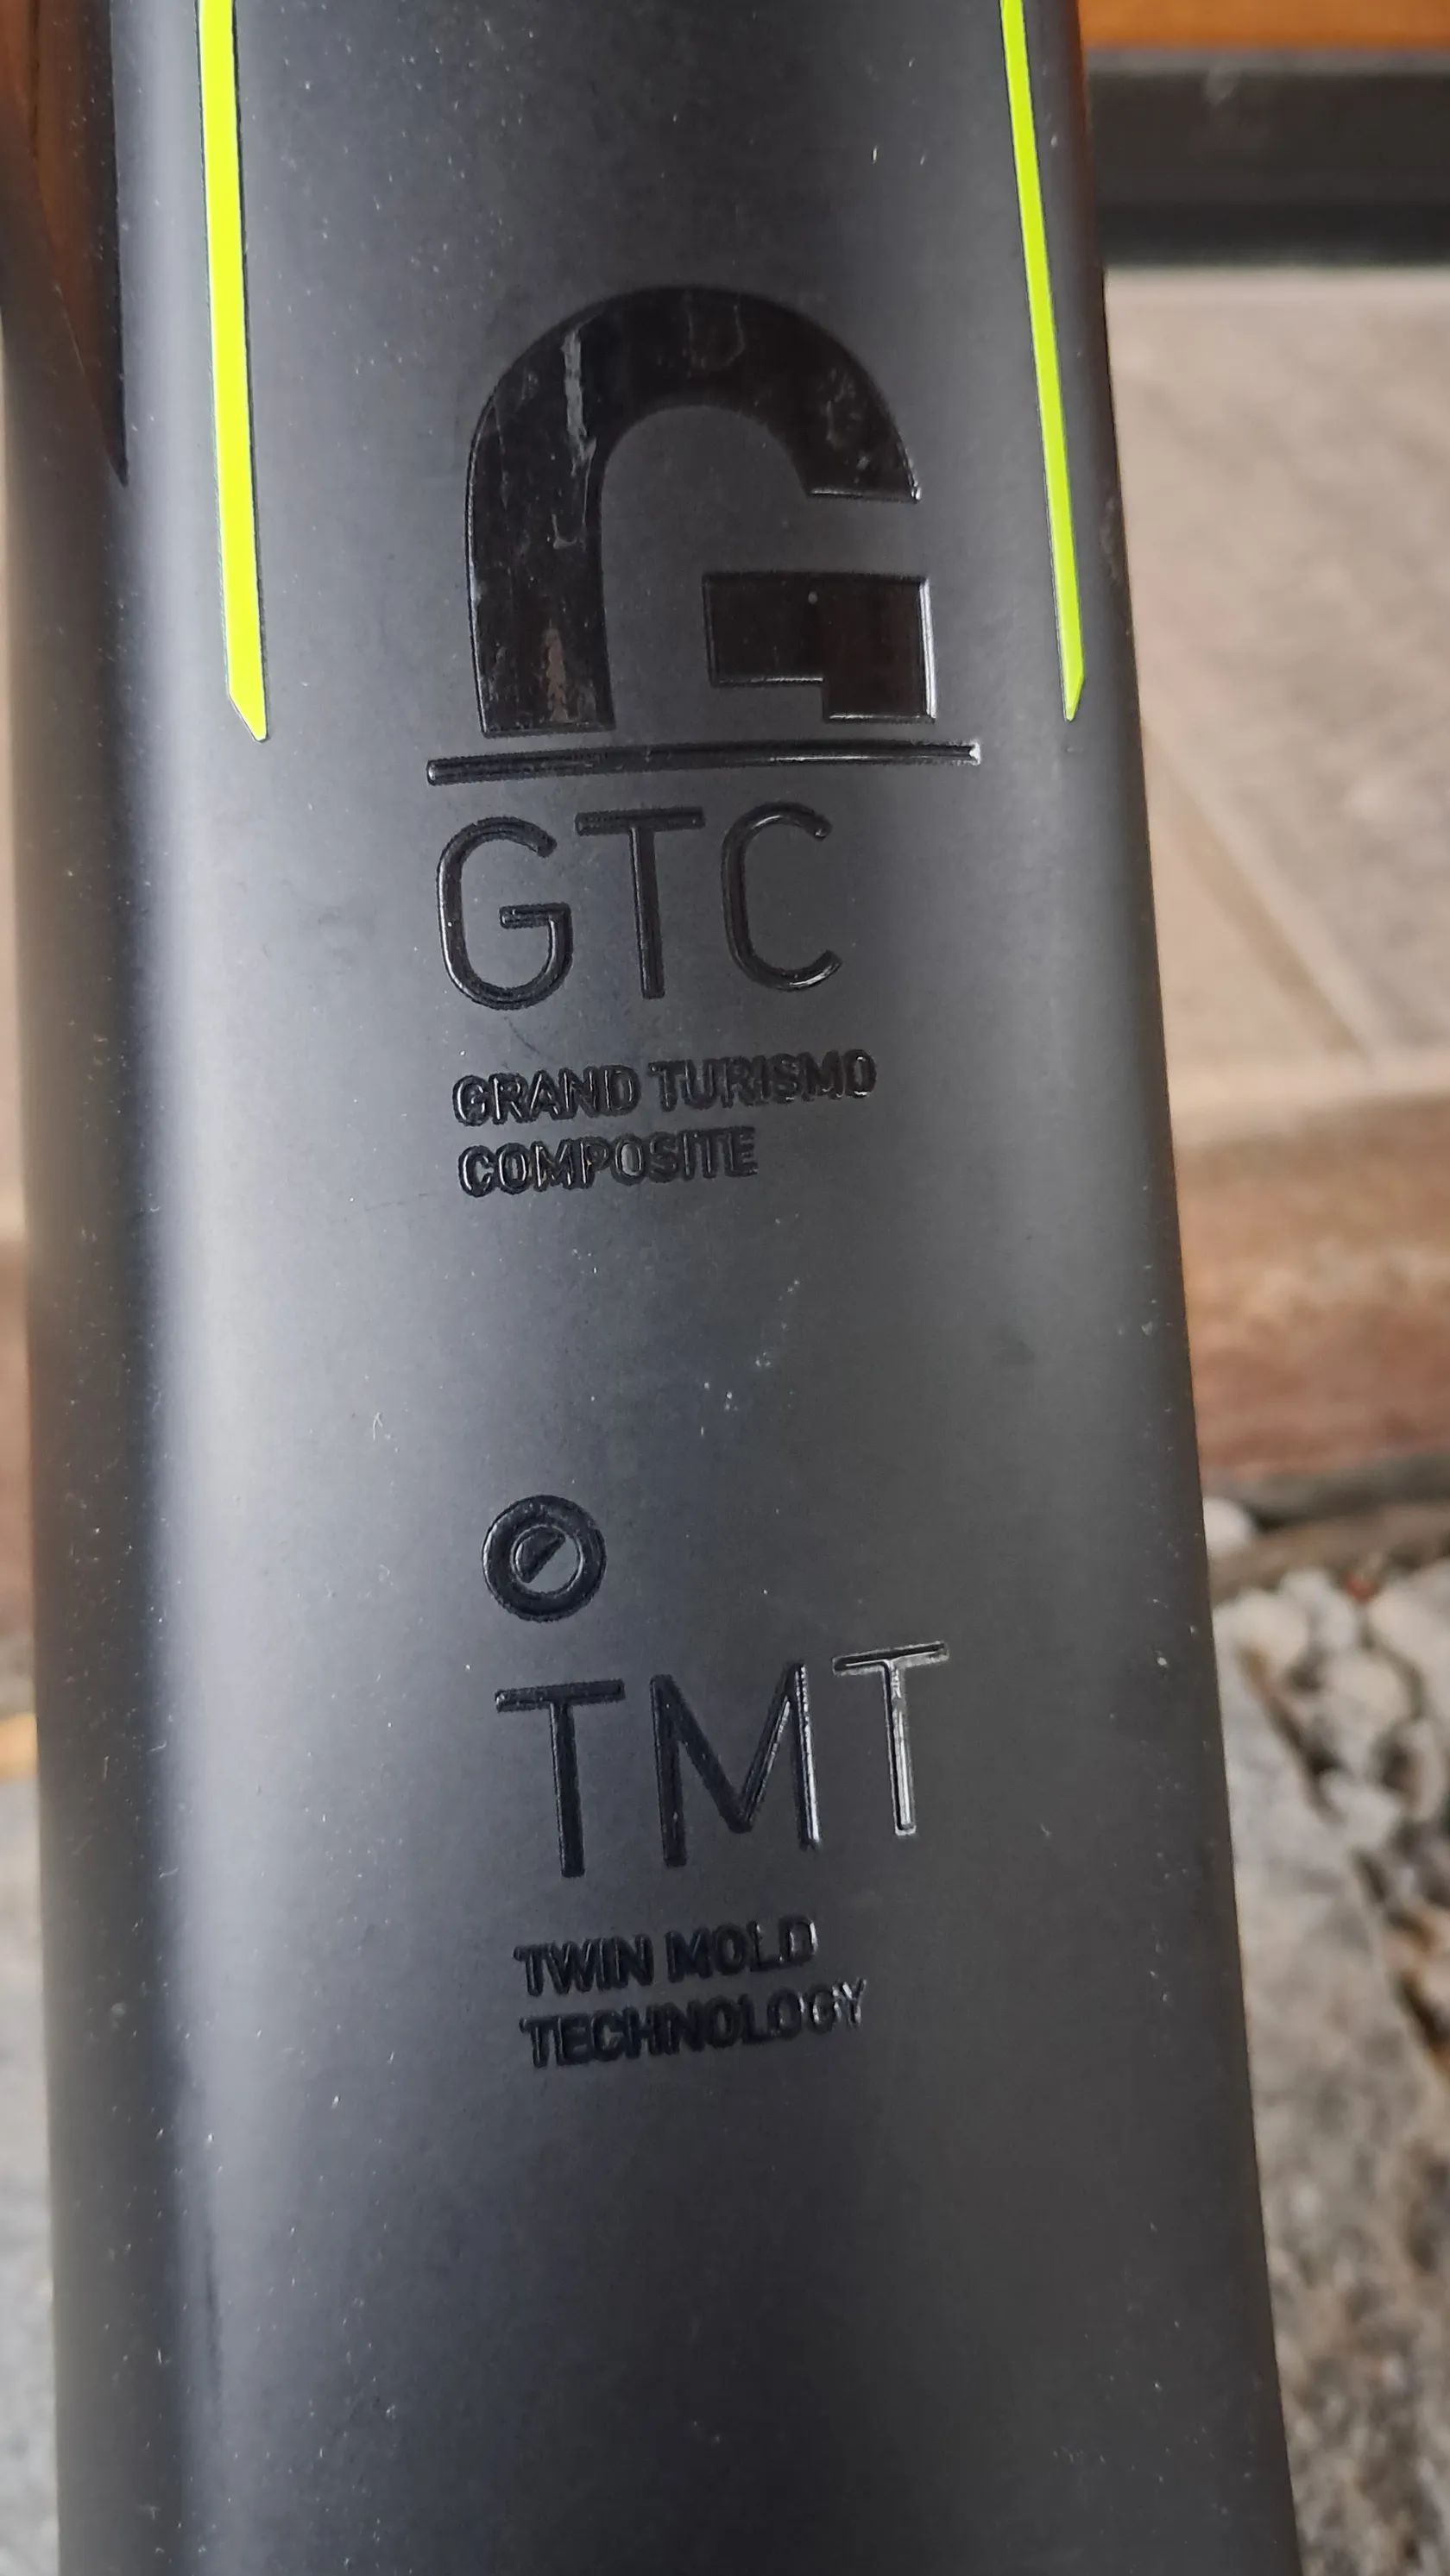 G
GTC
GRAND TURISMO
COMPOSITE
TMT
TWIN MOLD
TECHNOLOGY